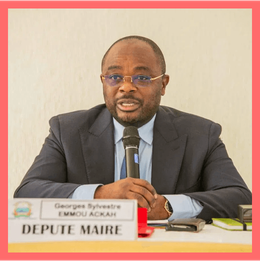 Georges Sylvestre
EMMOU ACKAH
DEPUTE MAIRE